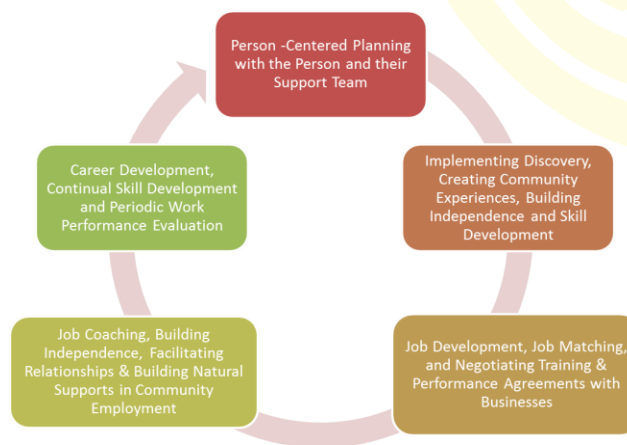 Person -Centered Planning
with the Person and their
Support Team
Implementing Discovery,
Creating Community
Experiences, Building
Independence and Skill
Development
Job Development, Job Matching,
and Negotiating Training &
Performance Agreements with
Businesses
Job Coaching, Building
Independence, Facilitating
Relationships & Building Natural
Supports in Community
Employment
Career Development,
Continual Skill Development
and Periodic Work
Performance Evaluation